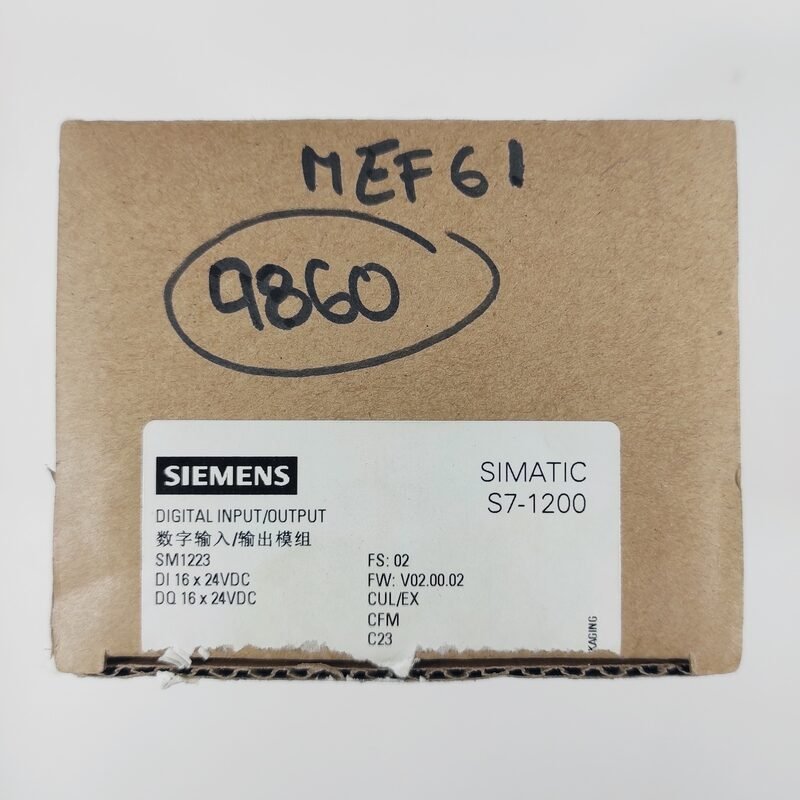 MEF61
9860
SIEMENS
SIMATIC
S7-1200
DIGITAL INPUT/OUTPUT
数字输入/输出模组
SM1223
DI 16 x 24VDC
DQ 16 x 24VDC
FS: 02
FW: V02.00.02
CUL/EX
CFM
C23